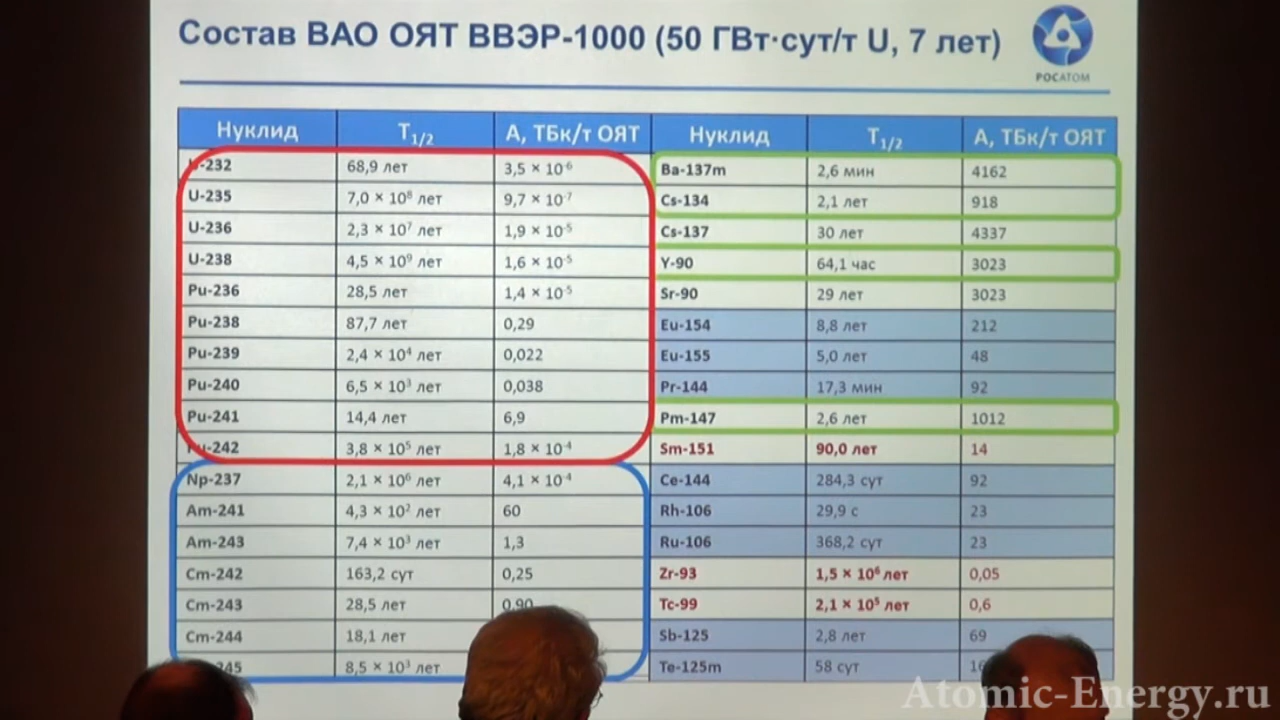 Состав ВАО ОЯТ ВВЭР-1000 (50 ГВт·сут/т U, 7 лет)
РОСАТОМ
Нуклид T1/2 А, ТБк/т ОЯТ Нуклид T1/2 А, ТБк/т ОЯТ
U-232 68,9 лет 3,5 × 10⁻⁶ Ba-137m 2,6 мин 4162
U-235 7,0 × 10⁸ лет 9,7 × 10⁻⁷ Cs-134 2,1 лет 918
U-236 2,3 × 10⁷ лет 1,9 × 10⁻⁵ Cs-137 30 лет 4337
U-238 4,5 × 10⁹ лет 1,6 × 10⁻⁵ Y-90 64,1 час 3023
Pu-236 28,5 лет 1,4 × 10⁻⁵ Sr-90 29 лет 3023
Pu-238 87,7 лет 0,29 Eu-154 8,8 лет 212
Pu-239 2,4 × 10⁴ лет 0,022 Eu-155 5,0 лет 48
Pu-240 6,5 × 10³ лет 0,038 Pr-144 17,3 мин 92
Pu-241 14,4 лет 6,9 Pm-147 2,6 лет 1012
Pu-242 3,8 × 10⁵ лет 1,8 × 10⁻⁴ Sm-151 90,0 лет 14
Np-237 2,1 × 10⁶ лет 4,1 × 10⁻⁴ Ce-144 284,3 сут 92
Am-241 4,3 × 10² лет 60 Rh-106 29,9 с 23
Am-243 7,4 × 10³ лет 1,3 Ru-106 368,2 сут 23
Cm-242 163,2 сут 0,25 Zr-93 1,5 × 10⁶ лет 0,05
Cm-243 28,5 лет 0,90 Tc-99 2,1 × 10⁵ лет 0,6
Cm-244 18,1 лет Sb-125 2,8 лет 69
245 8,5 × 10³ лет Te-125m 58 сут
Atomic-Energy.ru